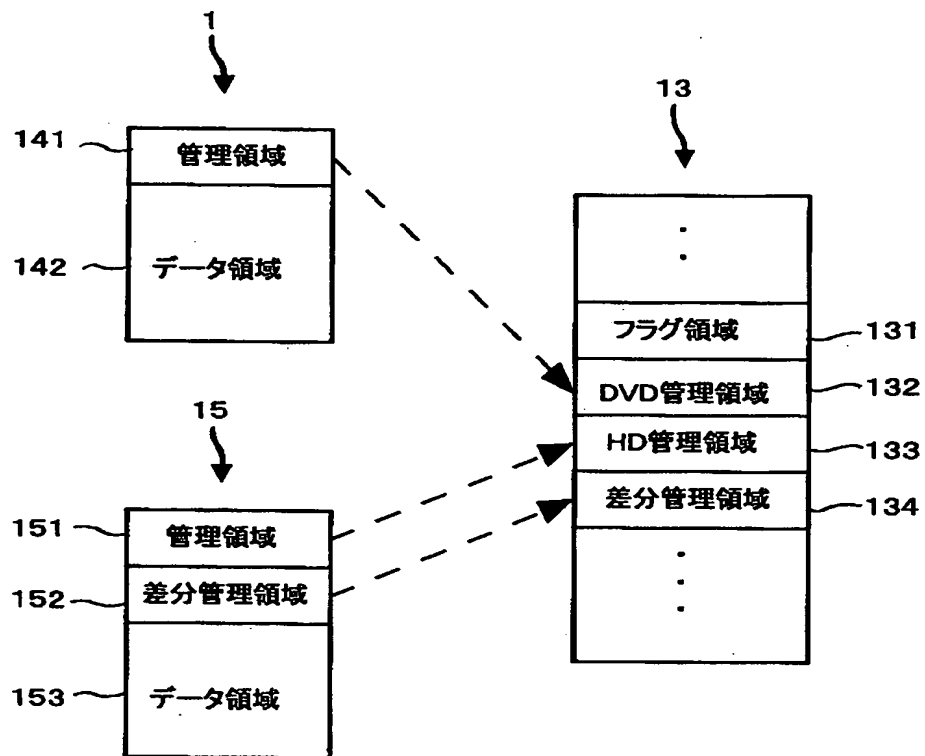 1
141
管理領域
142
データ領域
15
151
管理領域
152
差分管理領域
153
データ領域
13
フラグ領域
131
DVD管理領域
132
HD管理領域
133
差分管理領域
134